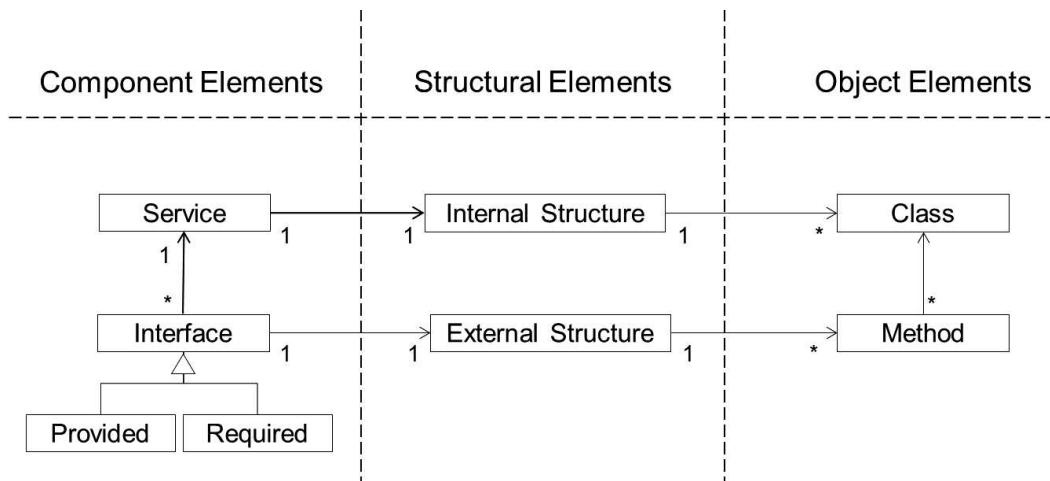 Component Elements Structural Elements Object Elements
Service Internal Structure Class
1 1 1 1 *
* *
Interface External Structure Method
1 1 1 *
Provided Required